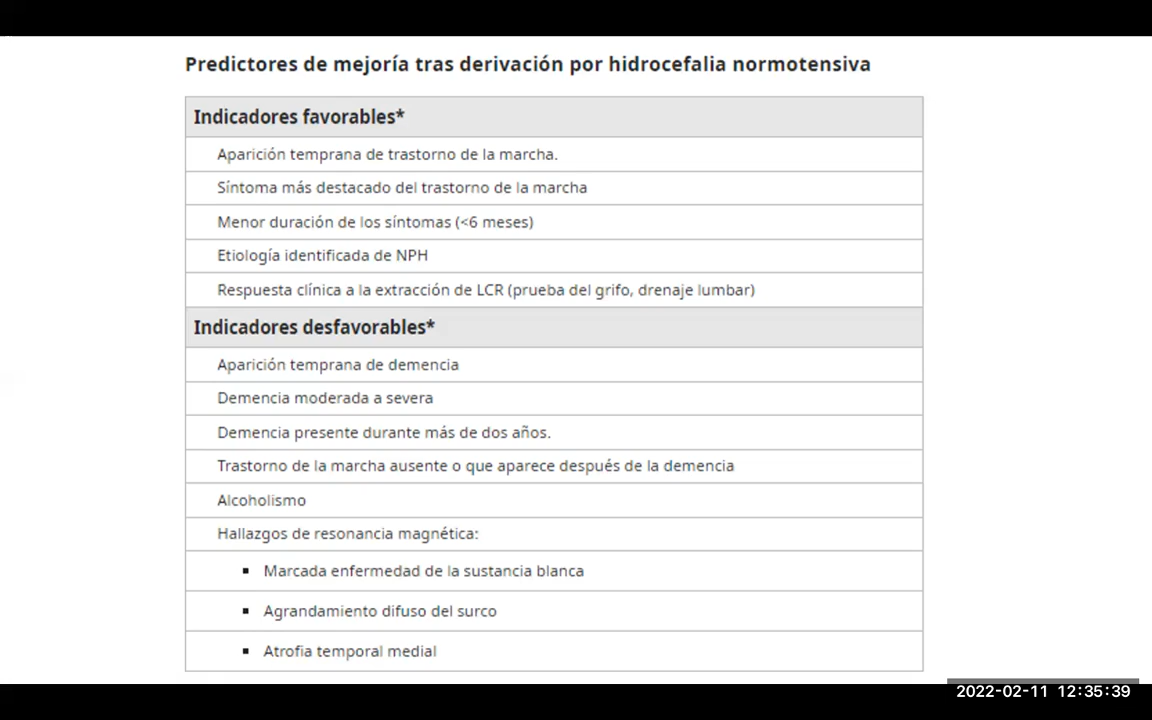 Predictores de mejoría tras derivación por hidrocefalia normotensiva
Indicadores favorables*
Aparición temprana de trastorno de la marcha.
Síntoma más destacado del trastorno de la marcha
Menor duración de los síntomas (<6 meses)
Etiología identificada de NPH
Respuesta clínica a la extracción de LCR (prueba del grifo, drenaje lumbar)
Indicadores desfavorables*
Aparición temprana de demencia
Demencia moderada a severa
Demencia presente durante más de dos años.
Trastorno de la marcha ausente o que aparece después de la demencia
Alcoholismo
Hallazgos de resonancia magnética:
▪ Marcada enfermedad de la sustancia blanca
▪ Agrandamiento difuso del surco
▪ Atrofia temporal medial
2022-02-11 12:35:39